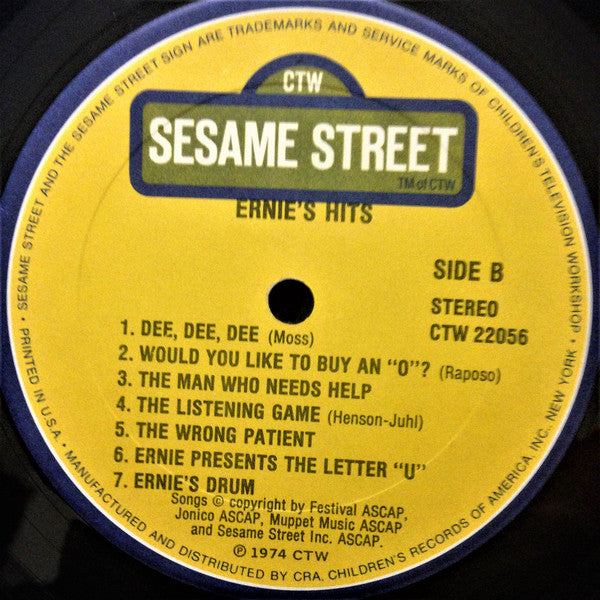 • SESAME STREET AND THE SESAME STREET SIGN ARE TRADEMARKS AND SERVICE MARKS OF CHILDREN'S TELEVISION WORKSHOP •
CTW
SESAME STREET
TM of CTW
ERNIE'S HITS
SIDE B
STEREO
CTW 22056
1. DEE, DEE, DEE (Moss)
2. WOULD YOU LIKE TO BUY AN "O"? (Raposo)
3. THE MAN WHO NEEDS HELP
4. THE LISTENING GAME (Henson-Juhl)
5. THE WRONG PATIENT
6. ERNIE PRESENTS THE LETTER "U"
7. ERNIE'S DRUM
Songs © copyright by Festival ASCAP,
Jonico ASCAP, Muppet Music ASCAP
and Sesame Street Inc. ASCAP.
℗ 1974 CTW
PRINTED IN U.S.A. • MANUFACTURED AND DISTRIBUTED BY CRA. CHILDREN'S RECORDS OF AMERICA, INC. NEW YORK •